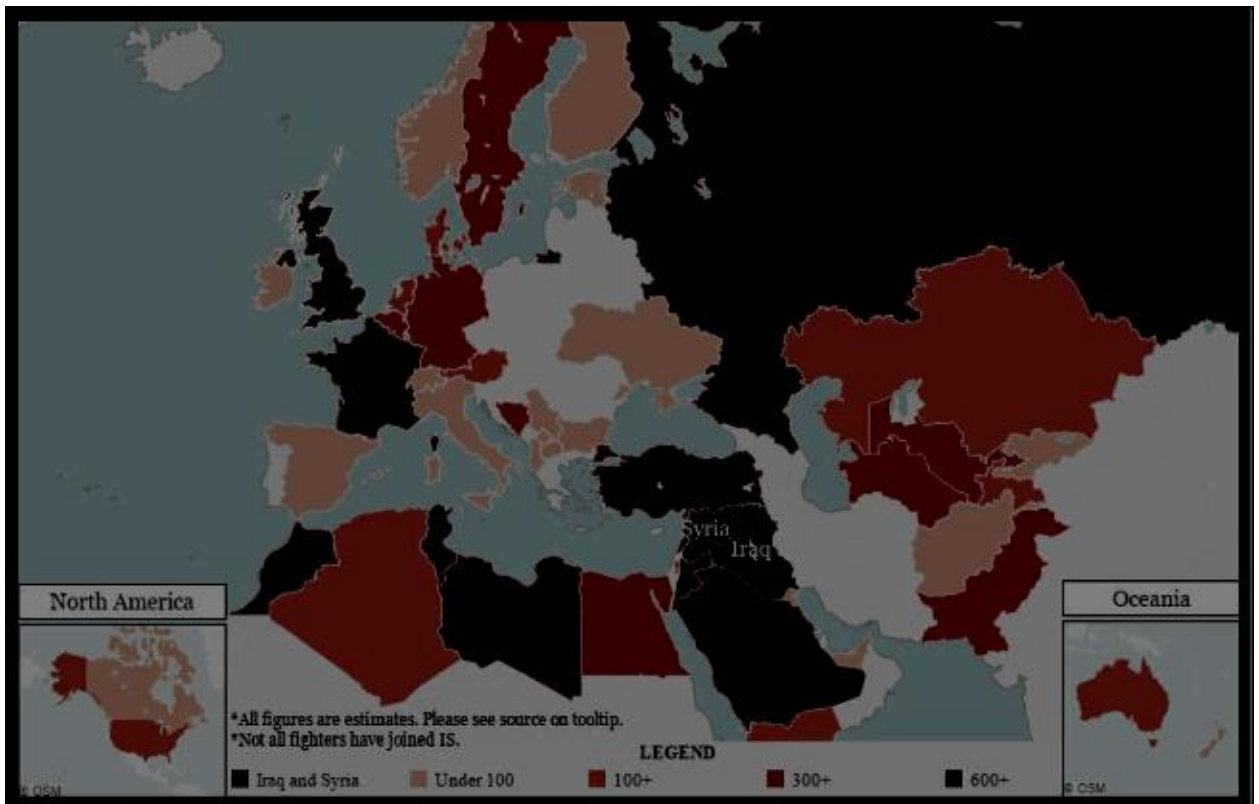 Syria
Iraq
North America
Oceania
*All figures are estimates. Please see source on tooltip.
*Not all fighters have joined IS.
LEGEND
Iraq and Syria
Under 100
100+
300+
600+
© OSM
© OSM